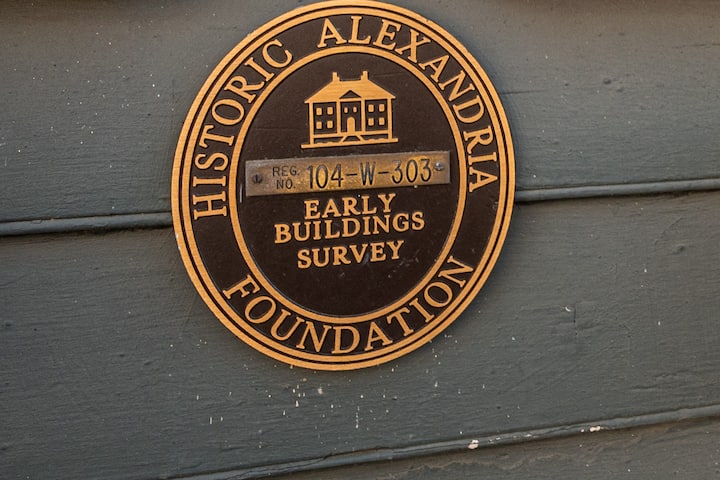 HISTORIC ALEXANDRIA
REG. NO. 104-W-303
EARLY
BUILDINGS
SURVEY
FOUNDATION